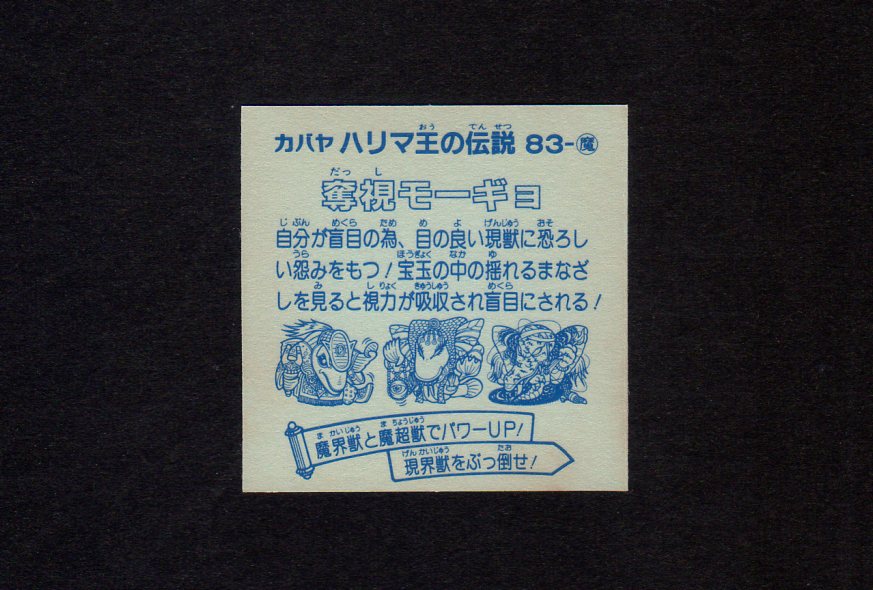 カバヤ ハリマ王の伝説 83-㊙魔
奪視モーギョ
自分が盲目の為、目の良い現獣に恐ろし
い怨みをもつ!宝玉の中の揺れるまなざ
しを見ると視力が吸収され盲目にされる!
魔界獣と魔超獣でパワーUP!
現界獣をぶっ倒せ!